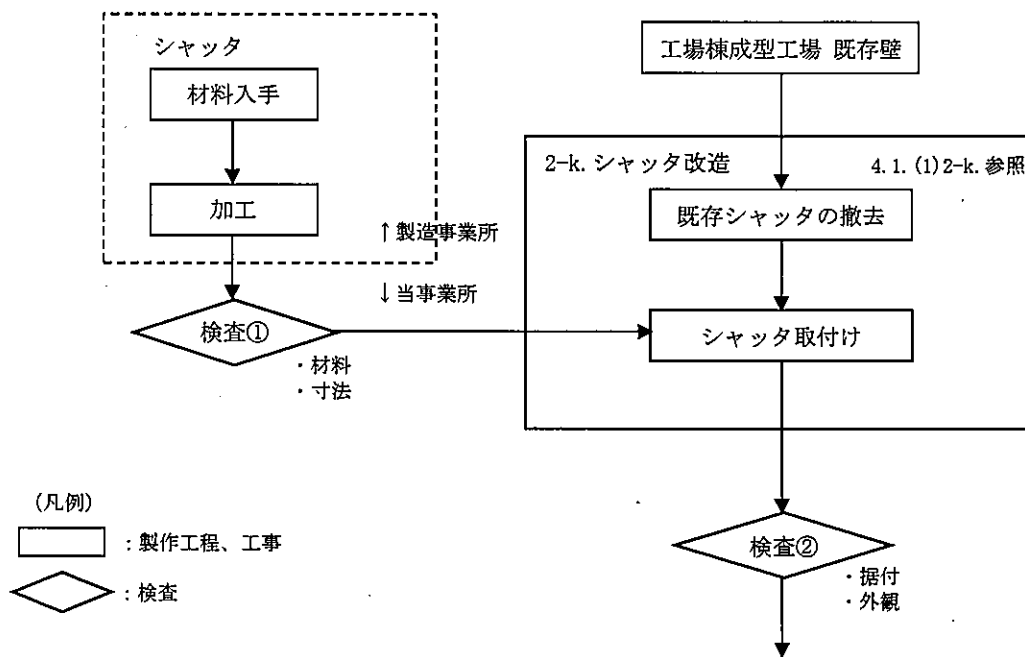 シャッタ
材料入手
加工
↑製造事業所
↓当事業所
検査①
・材料
・寸法
工場棟成型工場 既存壁
2-k. シャッタ改造
4.1.(1)2-k.参照
既存シャッタの撤去
シャッタ取付け
検査②
・据付
・外観
(凡例)
：製作工程、工事
：検査